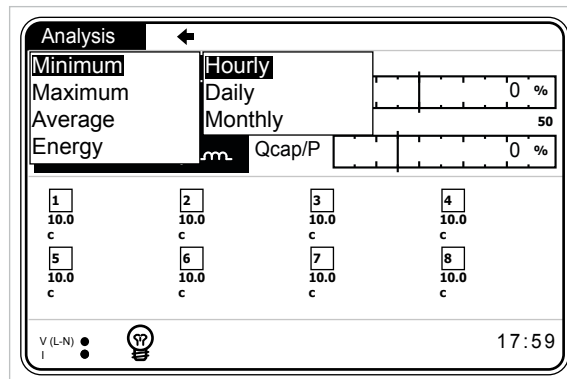 Analysis
Minimum Hourly
Maximum Daily 0 %
Average Monthly 50
Energy Qcap/P 0 %
1 2 3 4
10.0 10.0 10.0 10.0
c c c c
5 6 7 8
10.0 10.0 10.0 10.0
c c c c
V (L-N)
I 17:59